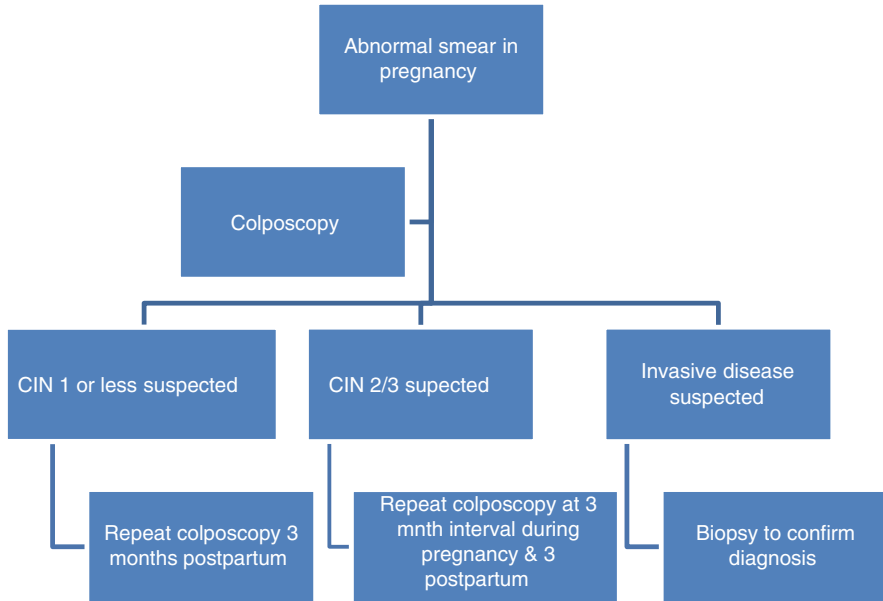 Abnormal smear in
pregnancy
Colposcopy
CIN 1 or less suspected
CIN 2/3 supected
Invasive disease
suspected
Repeat colposcopy 3
months postpartum
Repeat colposcopy at 3
mnth interval during
pregnancy & 3
postpartum
Biopsy to confirm
diagnosis